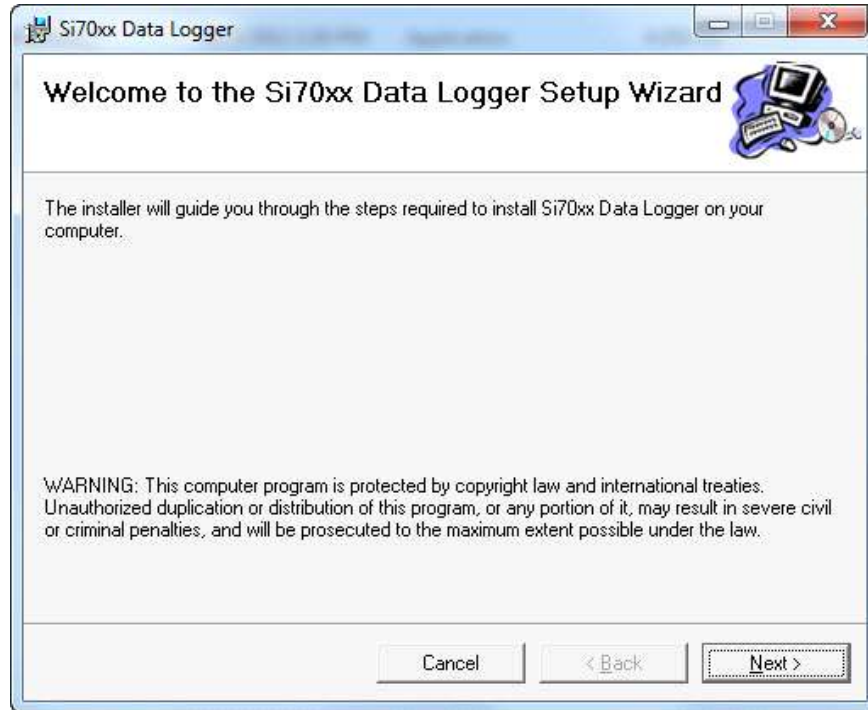 Si70xx Data Logger
Welcome to the Si70xx Data Logger Setup Wizard
The installer will guide you through the steps required to install Si70xx Data Logger on your
computer.
WARNING: This computer program is protected by copyright law and international treaties.
Unauthorized duplication or distribution of this program, or any portion of it, may result in severe civil
or criminal penalties, and will be prosecuted to the maximum extent possible under the law.
Cancel < Back Next >